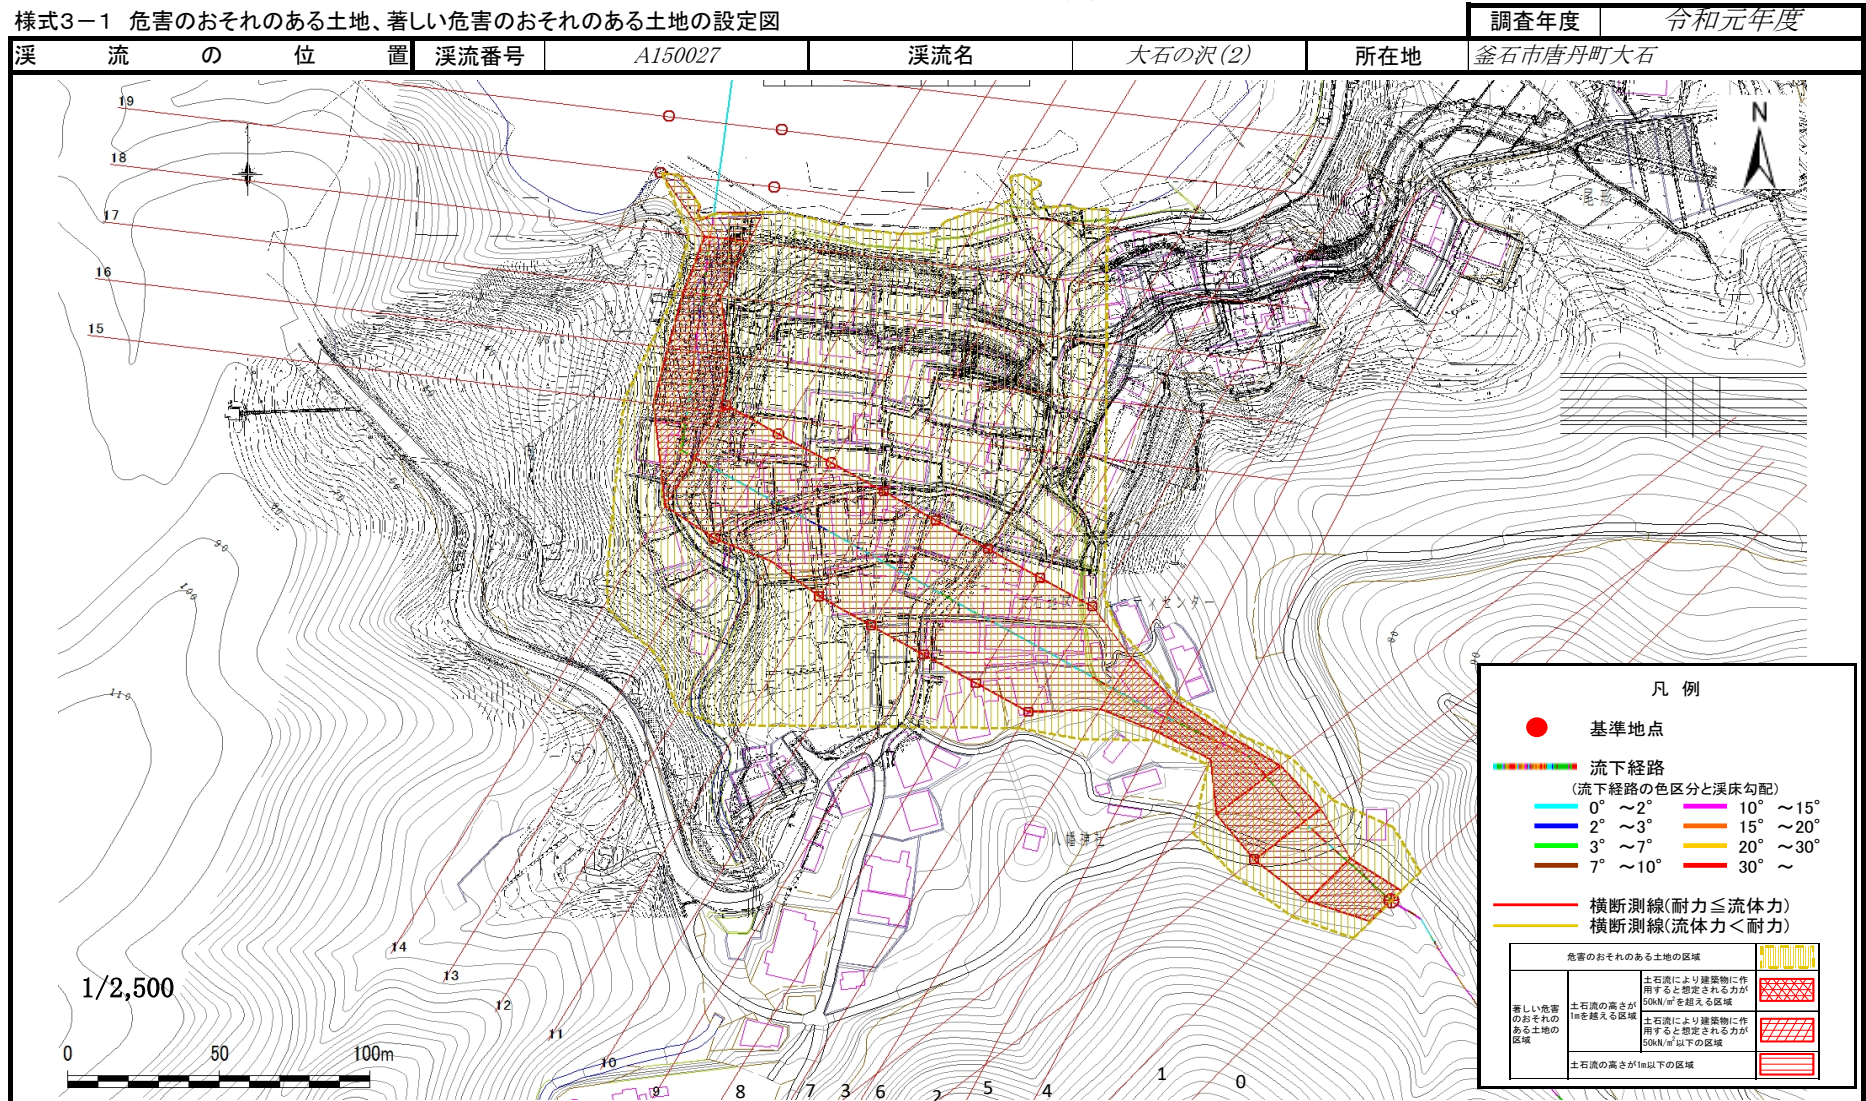 様式3－1 危害のおそれのある土地、著しい危害のおそれのある土地の設定図
調査年度 令和元年度
渓流の位置 渓流番号 A150027 渓流名 大石の沢(2) 所在地 釜石市唐丹町大石
N
19
18
17
16
15
90
100
110
80
八幡神社
ティセンター
14
13
12
11
10
9
8
7
3
6
2
5
4
1
0
1/2,500
0 50 100m
凡 例
基準地点
流下経路
(流下経路の色区分と渓床勾配)
0° ～2° 10° ～15°
2° ～3° 15° ～20°
3° ～7° 20° ～30°
7° ～10° 30° ～
横断測線(耐力≦流体力)
横断測線(流体力＜耐力)
危害のおそれのある土地の区域
著しい危害のおそれのある土地の区域
土石流の高さが1mを越える区域
土石流により建築物に作用すると想定される力が50kN/㎡を超える区域
土石流により建築物に作用すると想定される力が50kN/㎡以下の区域
土石流の高さが1m以下の区域